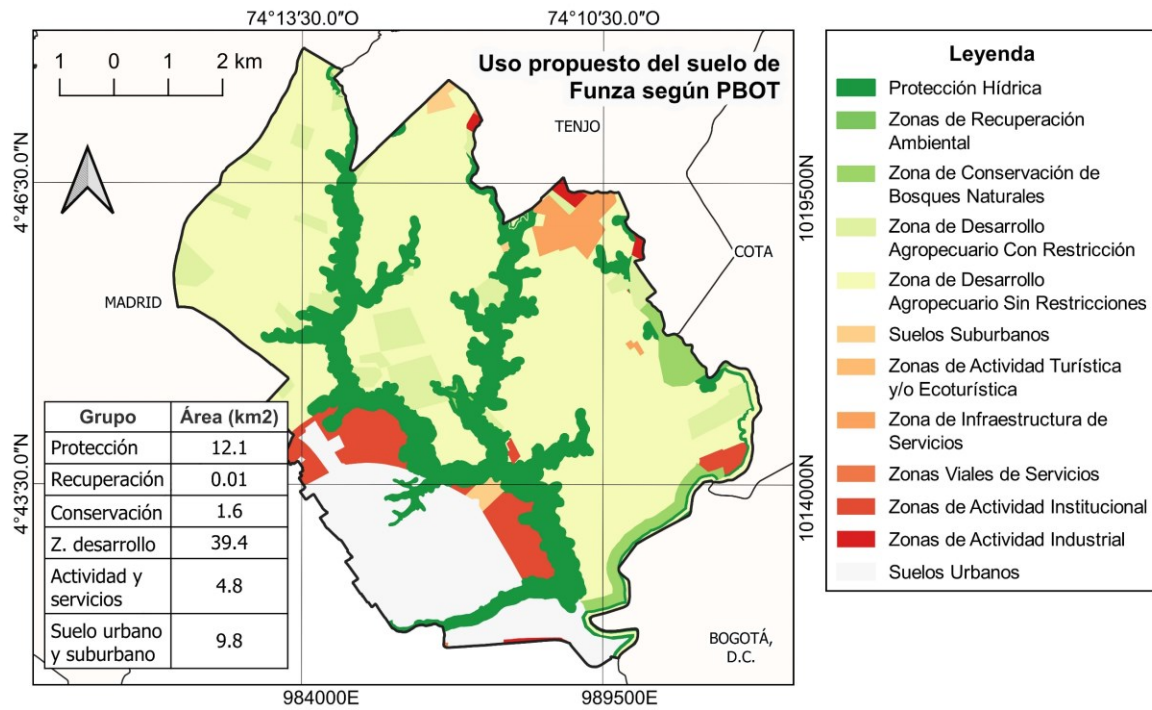 74°13'30.0"O
74°10'30.0"O
1 0 1 2 km
Uso propuesto del suelo de
Funza según PBOT
TENJO
4°46'30.0"N
1019500N
COTA
MADRID
Grupo Área (km2)
Protección 12.1
Recuperación 0.01
Conservación 1.6
Z. desarrollo 39.4
Actividad y
servicios 4.8
Suelo urbano
y suburbano 9.8
4°43'30.0"N
1014000N
BOGOTÁ,
D.C.
984000E
989500E
Leyenda
Protección Hídrica
Zonas de Recuperación
Ambiental
Zona de Conservación de
Bosques Naturales
Zona de Desarrollo
Agropecuario Con Restricción
Zona de Desarrollo
Agropecuario Sin Restricciones
Suelos Suburbanos
Zonas de Actividad Turística
y/o Ecoturística
Zona de Infraestructura de
Servicios
Zonas Viales de Servicios
Zonas de Actividad Institucional
Zonas de Actividad Industrial
Suelos Urbanos